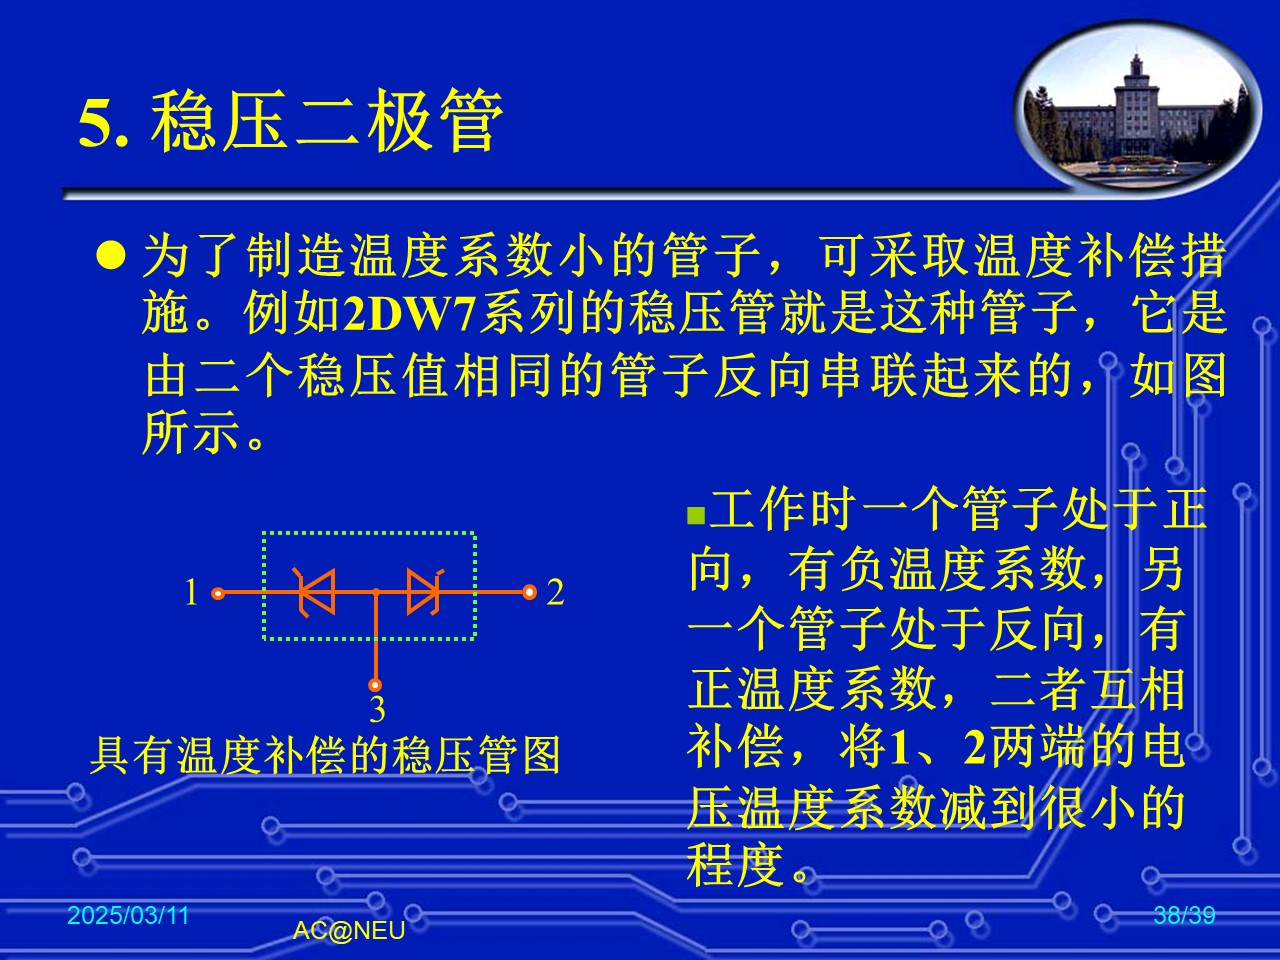 5. 稳压二极管
为了制造温度系数小的管子，可采取温度补偿措
施。例如2DW7系列的稳压管就是这种管子，它是
由二个稳压值相同的管子反向串联起来的，如图
所示。
1
2
3
具有温度补偿的稳压管图
工作时一个管子处于正
向，有负温度系数，另
一个管子处于反向，有
正温度系数，二者互相
补偿，将1、2两端的电
压温度系数减到很小的
程度。
2025/03/11
AC@NEU
38/39